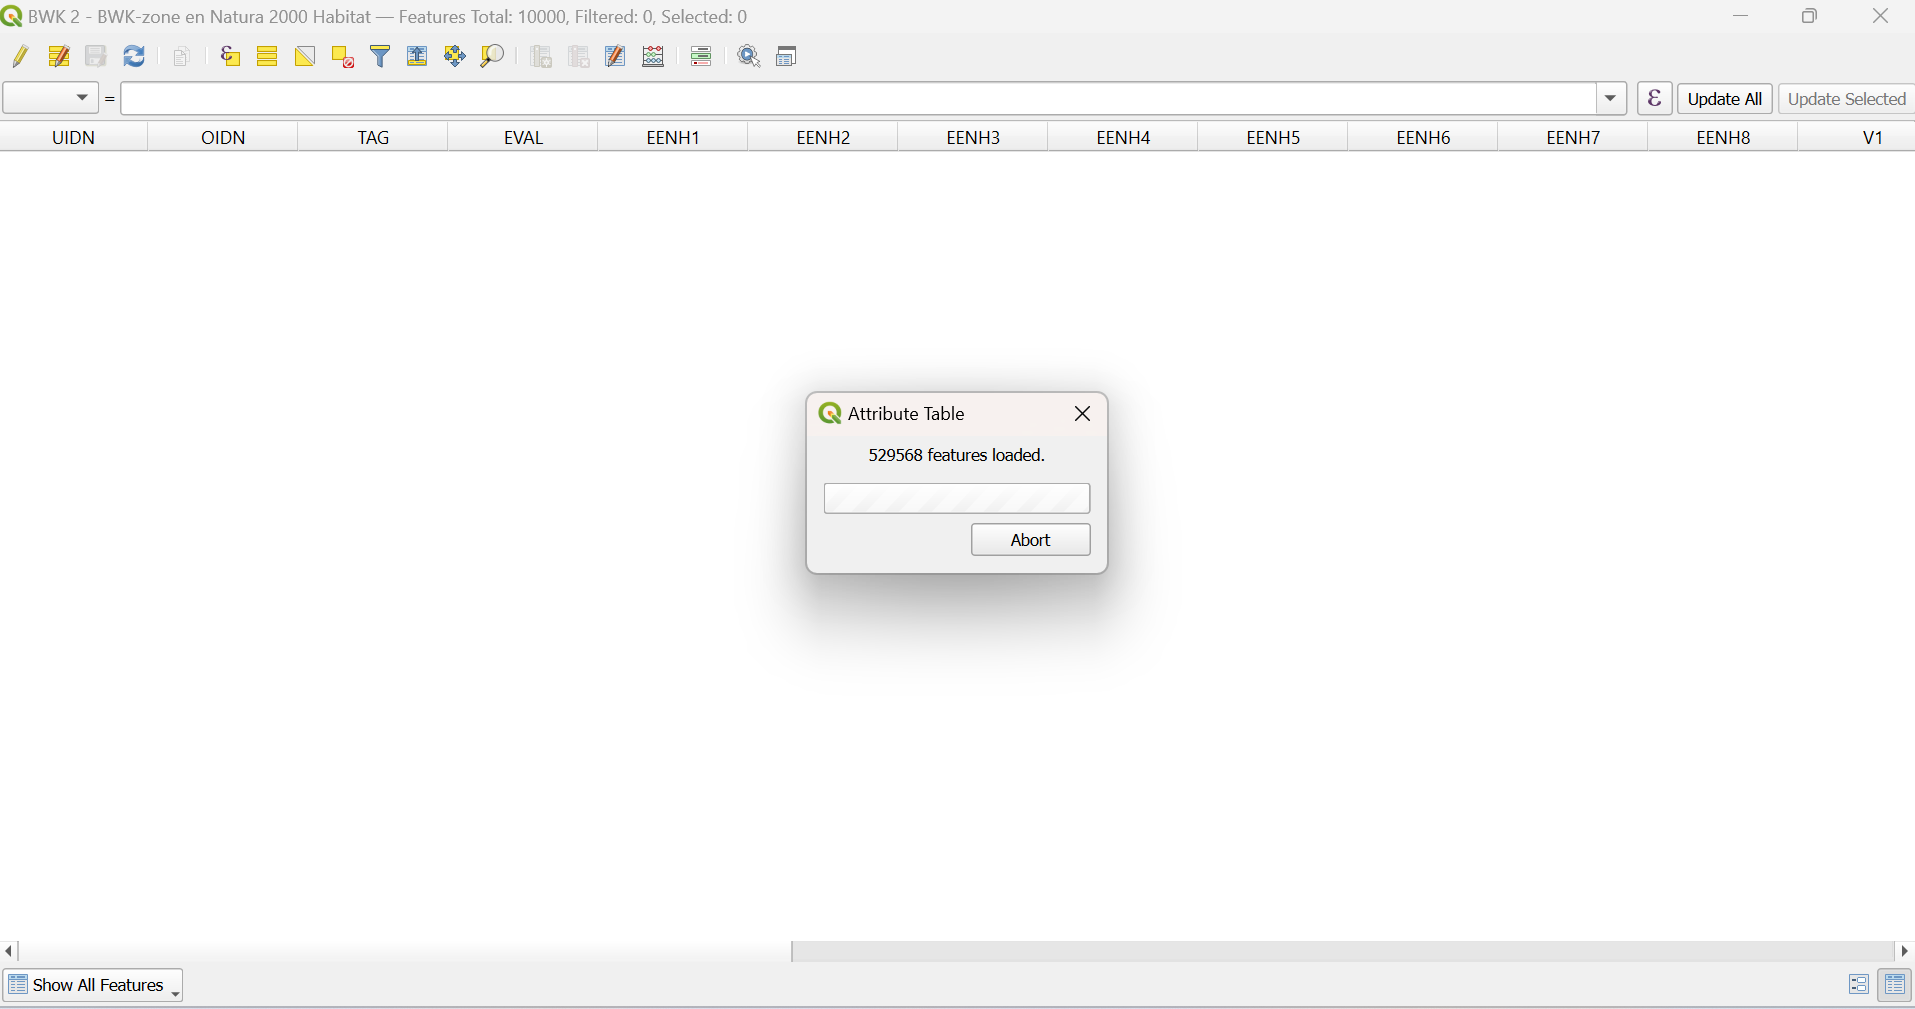 BWK 2 - BWK-zone en Natura 2000 Habitat — Features Total: 10000, Filtered: 0, Selected: 0
= ε Update All Update Selected
UIDN OIDN TAG EVAL EENH1 EENH2 EENH3 EENH4 EENH5 EENH6 EENH7 EENH8 V1
Attribute Table
529568 features loaded.
Abort
Show All Features